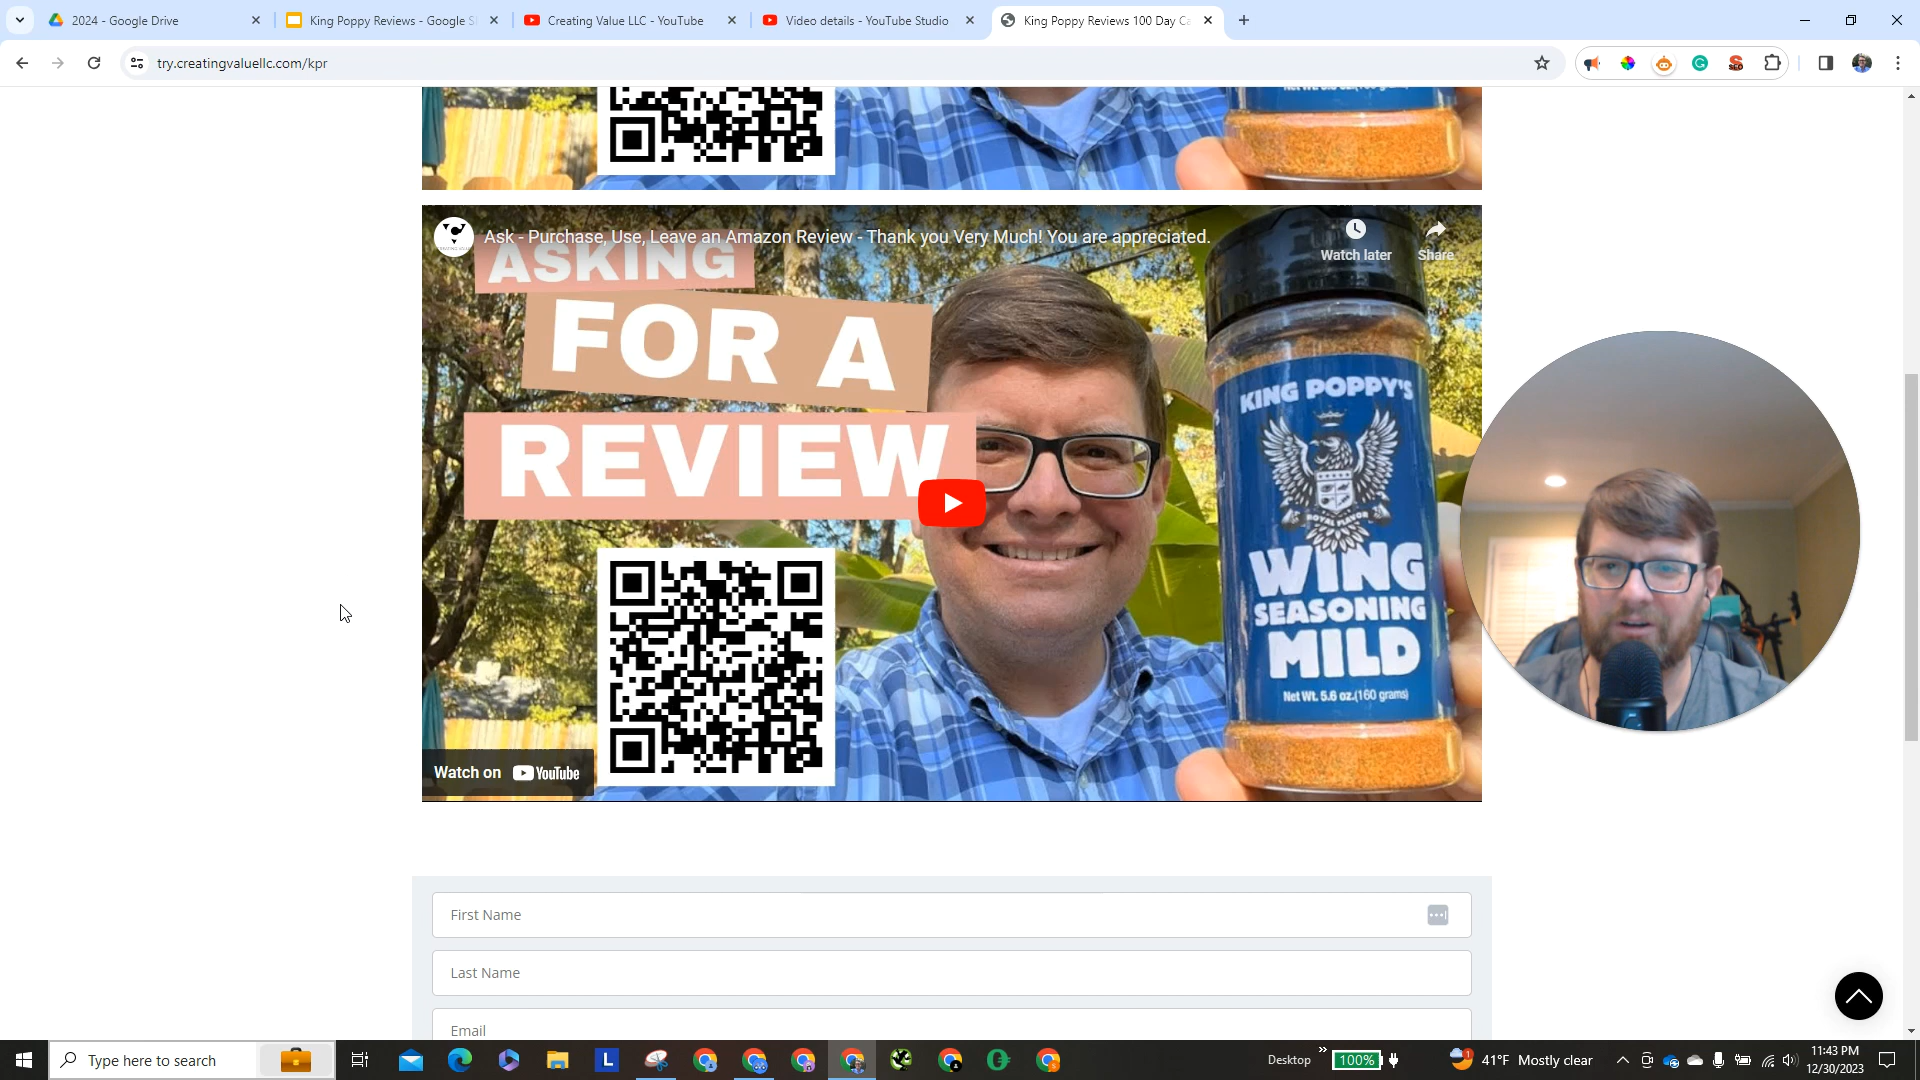 2024 - Google Drive
King Poppy Reviews - Google Sl
Creating Value LLC - YouTube
Video details - YouTube Studio
King Poppy Reviews 100 Day Ca
try.creatingvaluellc.com/kpr
Ask - Purchase, Use, Leave an Amazon Review - Thank you Very Much! You are appreciated.
Watch later
Share
ASKING
FOR A
REVIEW
KING POPPY'S
ROYAL FLAVOR
WING
SEASONING
MILD
Net Wt. 5.6 oz.(160 grams)
Watch on YouTube
First Name
Last Name
Email
Type here to search
Desktop
100%
41°F Mostly clear
11:43 PM
12/30/2023